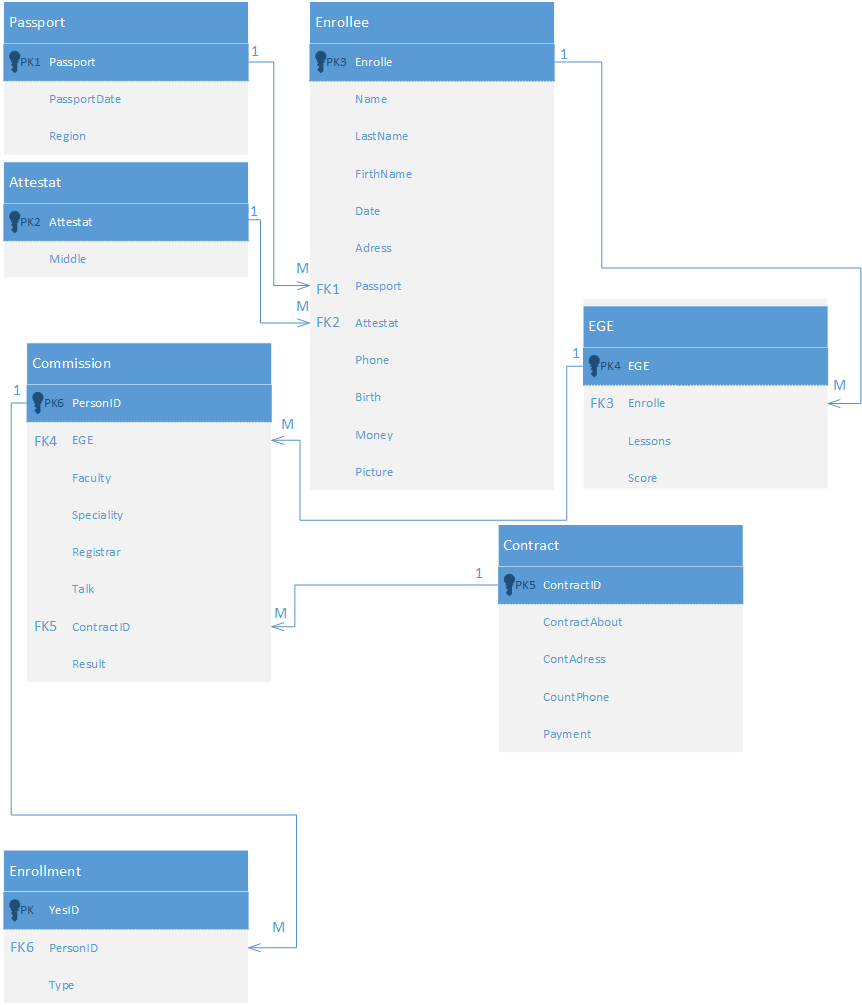 Passport
PK1 Passport
PassportDate
Region
1
Attestat
PK2 Attestat
Middle
1
Enrollee
PK3 Enrolle
Name
LastName
FirthName
Date
Adress
M
FK1 Passport
M
FK2 Attestat
Phone
Birth
Money
Picture
1
EGE
1
PK4 EGE
M
FK3 Enrolle
Lessons
Score
Commission
1
PK6 PersonID
M
FK4 EGE
Faculty
Speciality
Registrar
Talk
M
FK5 ContractID
Result
Contract
1
PK5 ContractID
ContractAbout
ContAdress
CountPhone
Payment
Enrollment
PK YesID
M
FK6 PersonID
Type